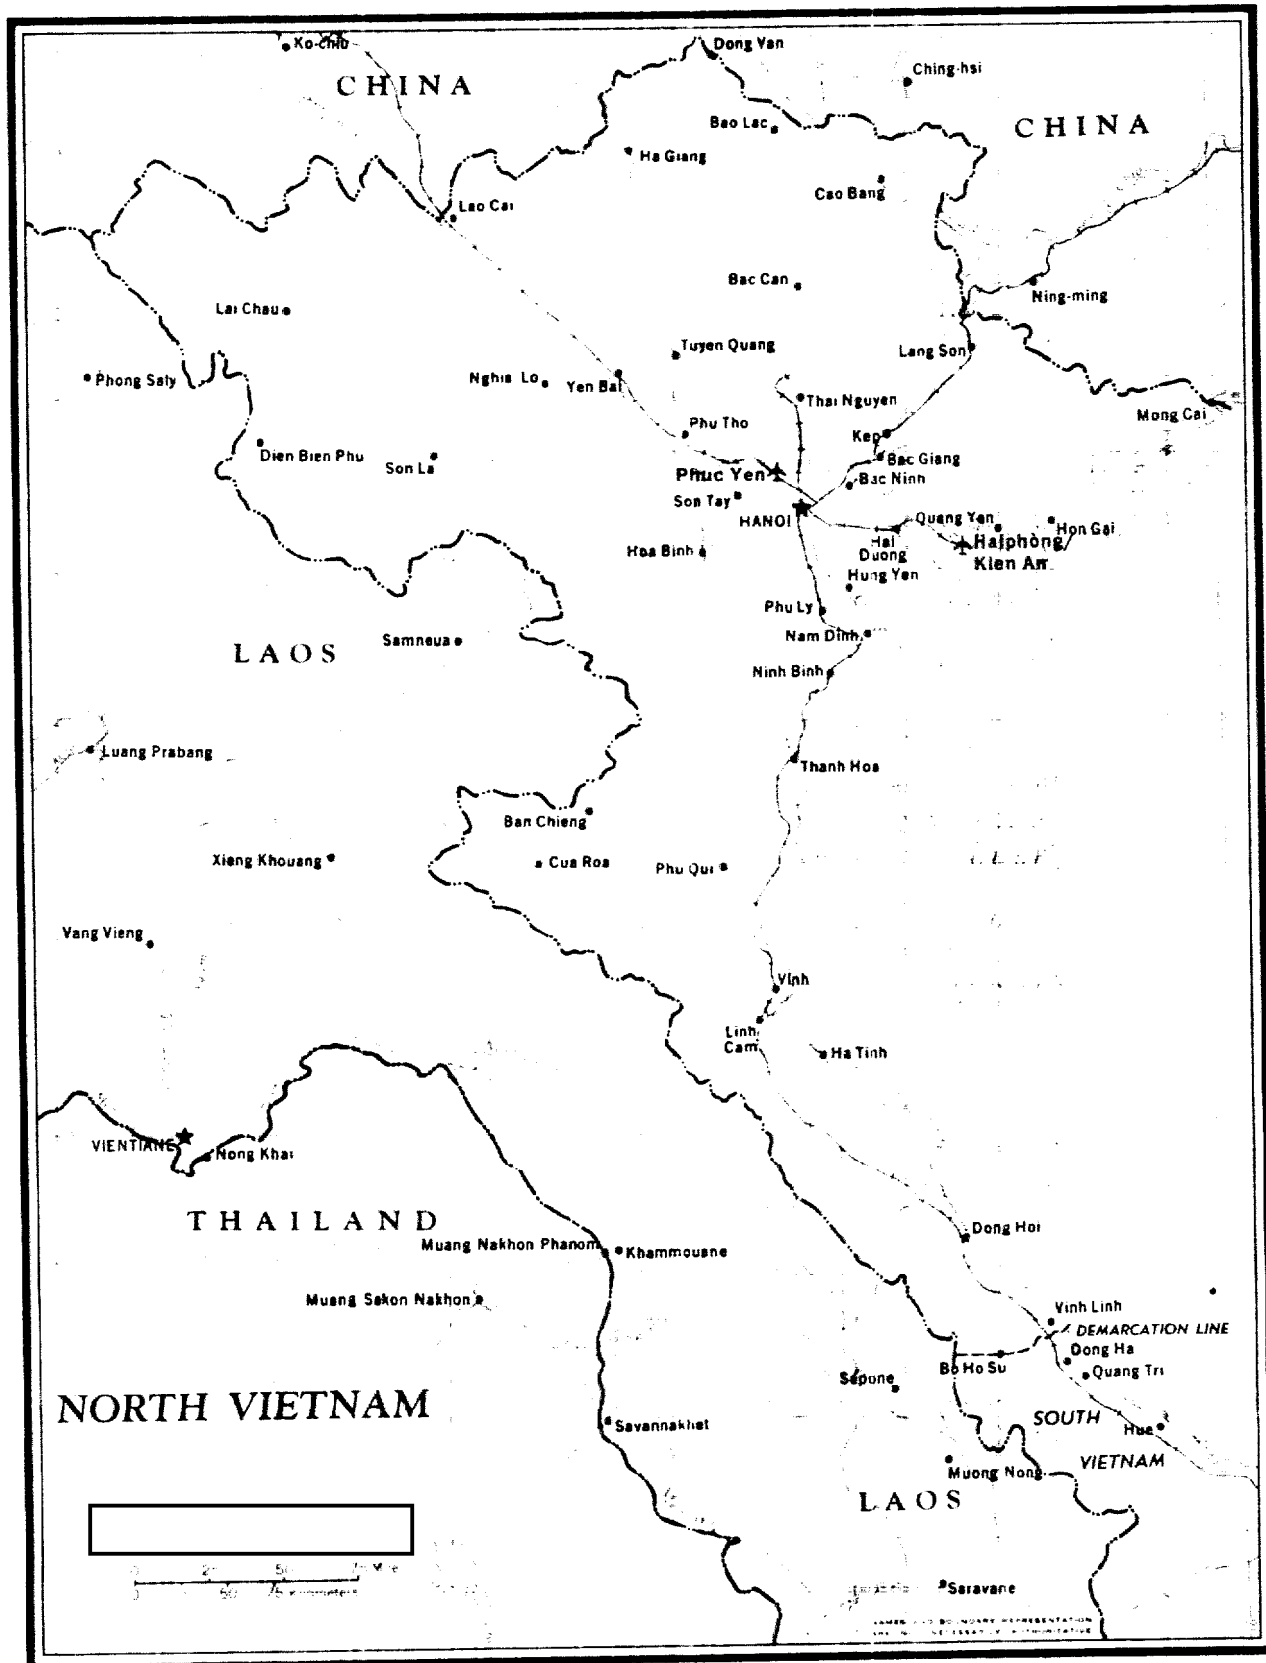 Ko-chiu
Dong Van
Ching-hsi
CHINA
Bao Lac
CHINA
Ha Giang
Cao Bang
Lao Cai
Bac Can
Ning-ming
Lai Chau
Tuyen Quang
Lang Son
Phong Saly
Nghia Lo
Yen Bai
Thai Nguyen
Mong Cai
Phu Tho
Kep
Dien Bien Phu
Son La
Bac Giang
Phuc Yen
Bac Ninh
Son Tay
HANOI
Quang Yen
Hon Gai
Hai
Duong
Haiphong
Kien An
Hoa Binh
Hung Yen
Phu Ly
Nam Dinh
Samneua
LAOS
Ninh Binh
Luang Prabang
Thanh Hoa
Ban Chieng
Xieng Khouang
Cua Roa
Phu Qui
Vang Vieng
Vinh
Linh
Cam
Ha Tinh
VIENTIANE
Nong Khai
THAILAND
Dong Hoi
Muang Nakhon Phanom
Khammouane
Muang Sakon Nakhon
Vinh Linh
DEMARCATION LINE
Dong Ha
Bo Ho Su
Quang Tri
Sepone
NORTH VIETNAM
SOUTH
Savannakhet
Hue
VIETNAM
Muong Nong
LAOS
Saravane